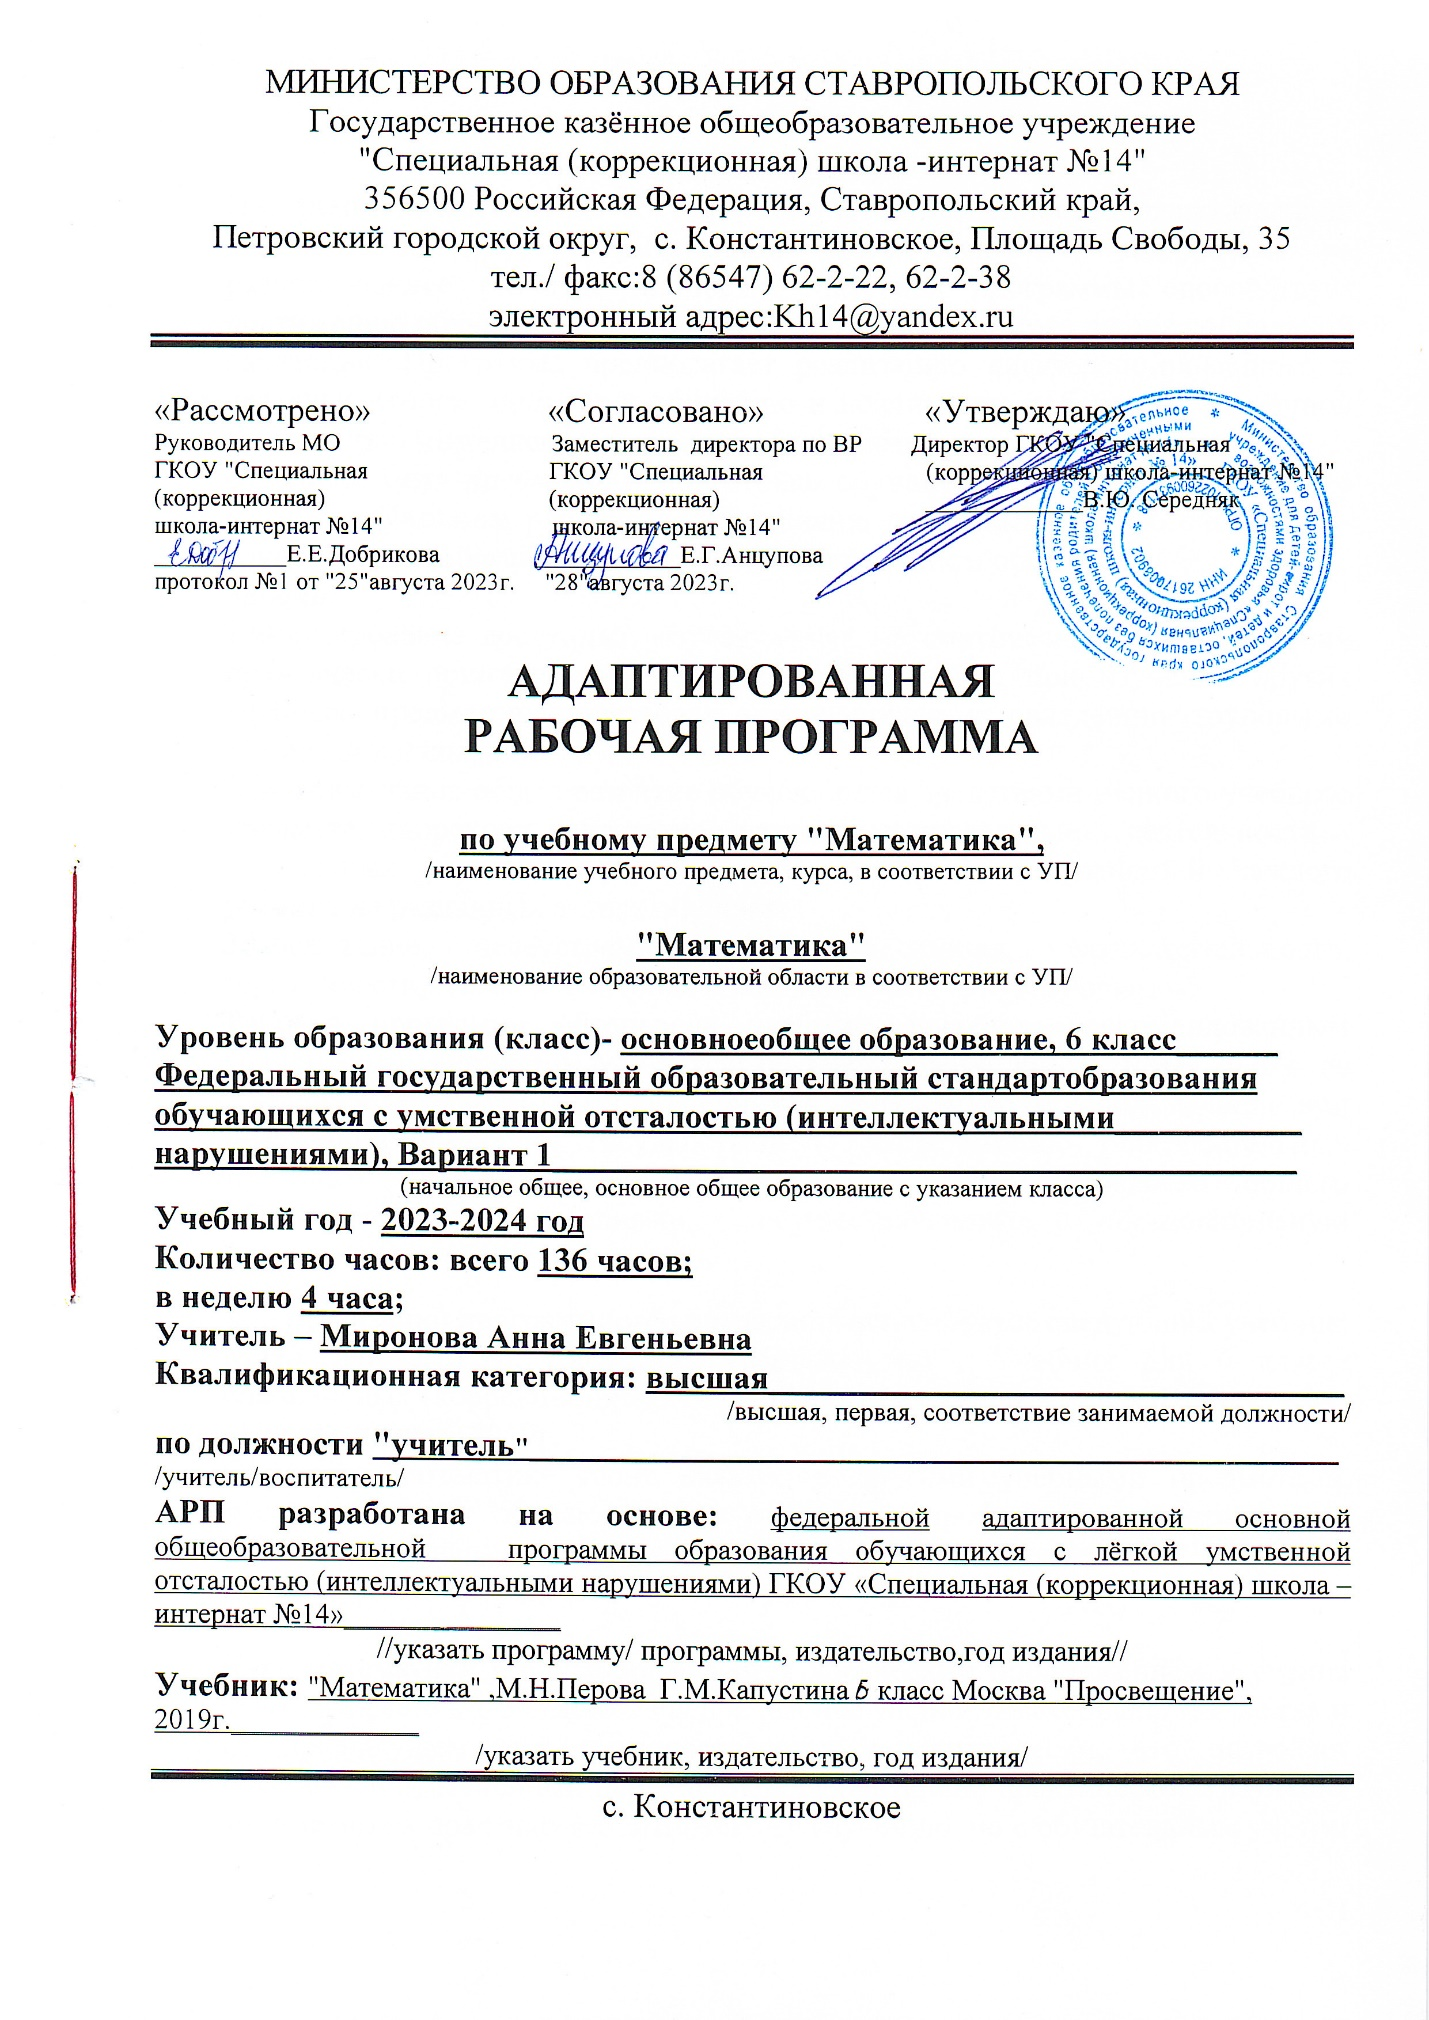 МИНИСТЕРСТВО ОБРАЗОВАНИЯ СТАВРОПОЛЬСКОГО КРАЯ
Государственное казённое общеобразовательное учреждение
"Специальная (коррекционная) школа -интернат №14"
356500 Российская Федерация, Ставропольский край,
Петровский городской округ, с. Константиновское, Площадь Свободы, 35
тел./ факс:8 (86547) 62-2-22, 62-2-38
электронный адрес:Kh14@yandex.ru
«Рассмотрено»
Руководитель МО
ГКОУ "Специальная
(коррекционная)
школа-интернат №14"
___________Е.Е.Добрикова
протокол №1 от "25"августа 2023г.
«Согласовано»
Заместитель директора по ВР
ГКОУ "Специальная
(коррекционная)
школа-интернат №14"
___________Е.Г.Анцупова
"28"августа 2023г.
«Утверждаю»
Директор ГКОУ "Специальная
(коррекционная) школа-интернат №14"
_____________В.Ю. Середняк
АДАПТИРОВАННАЯ
РАБОЧАЯ ПРОГРАММА
по учебному предмету "Математика",
/наименование учебного предмета, курса, в соответствии с УП/
"Математика"
/наименование образовательной области в соответствии с УП/
Уровень образования (класс)- основноеобщее образование, 6 класс
Федеральный государственный образовательный стандартобразования
обучающихся с умственной отсталостью (интеллектуальными
нарушениями), Вариант 1
(начальное общее, основное общее образование с указанием класса)
Учебный год - 2023-2024 год
Количество часов: всего 136 часов;
в неделю 4 часа;
Учитель – Миронова Анна Евгеньевна
Квалификационная категория: высшая
/высшая, первая, соответствие занимаемой должности/
по должности "учитель"
/учитель/воспитатель/
АРП разработана на основе: федеральной адаптированной основной
общеобразовательной программы образования обучающихся с лёгкой умственной
отсталостью (интеллектуальными нарушениями) ГКОУ «Специальная (коррекционная) школа –
интернат №14»
//указать программу/ программы, издательство,год издания//
Учебник: "Математика" ,М.Н.Перова Г.М.Капустина класс Москва "Просвещение",
2019г.
/указать учебник, издательство, год издания/
с. Константиновское